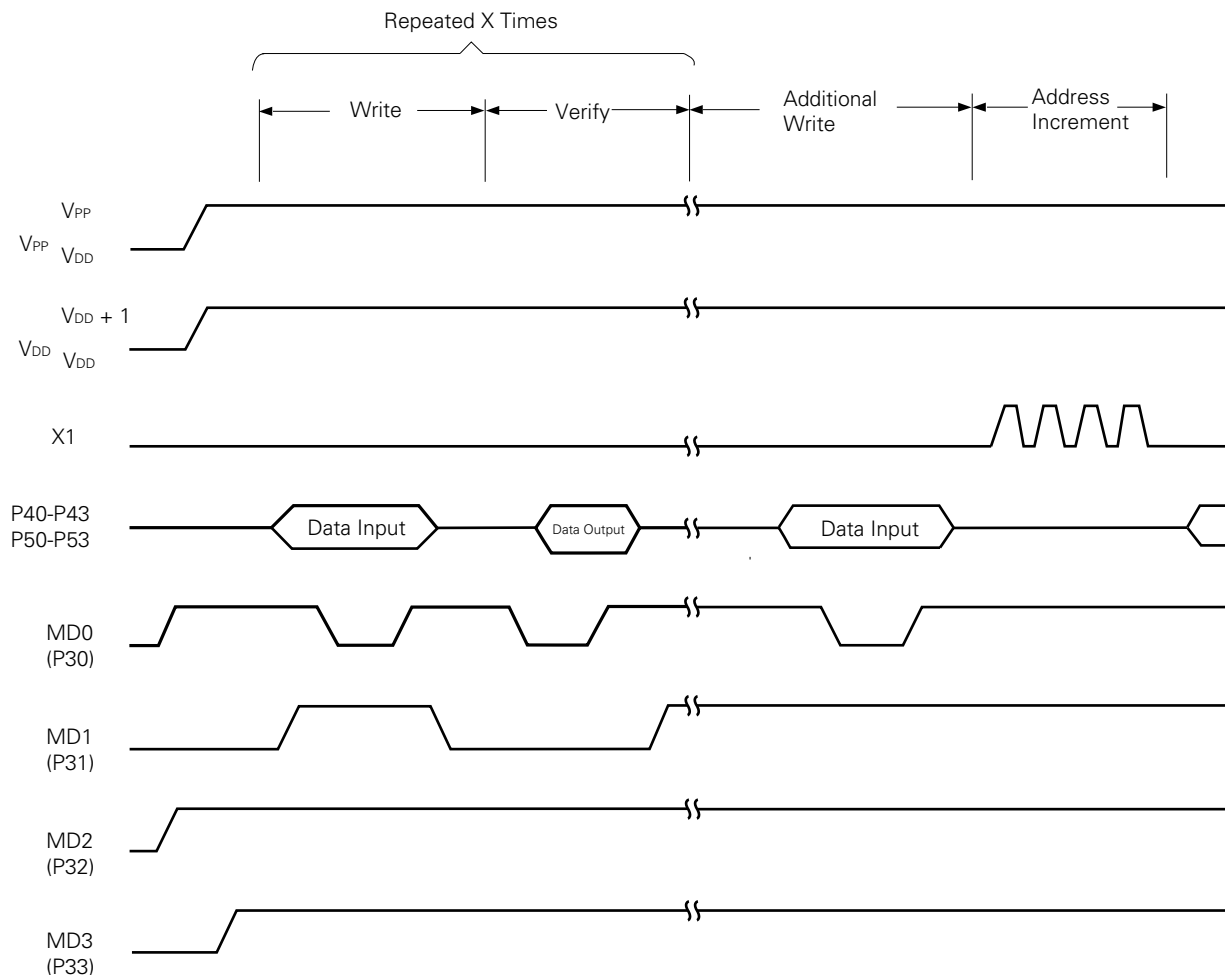 Repeated X Times
Write
Verify
Additional
Write
Address
Increment
VPP
VPP VDD
VDD + 1
VDD VDD
X1
P40-P43
P50-P53
Data Input
Data Output
Data Input
MD0
(P30)
MD1
(P31)
MD2
(P32)
MD3
(P33)